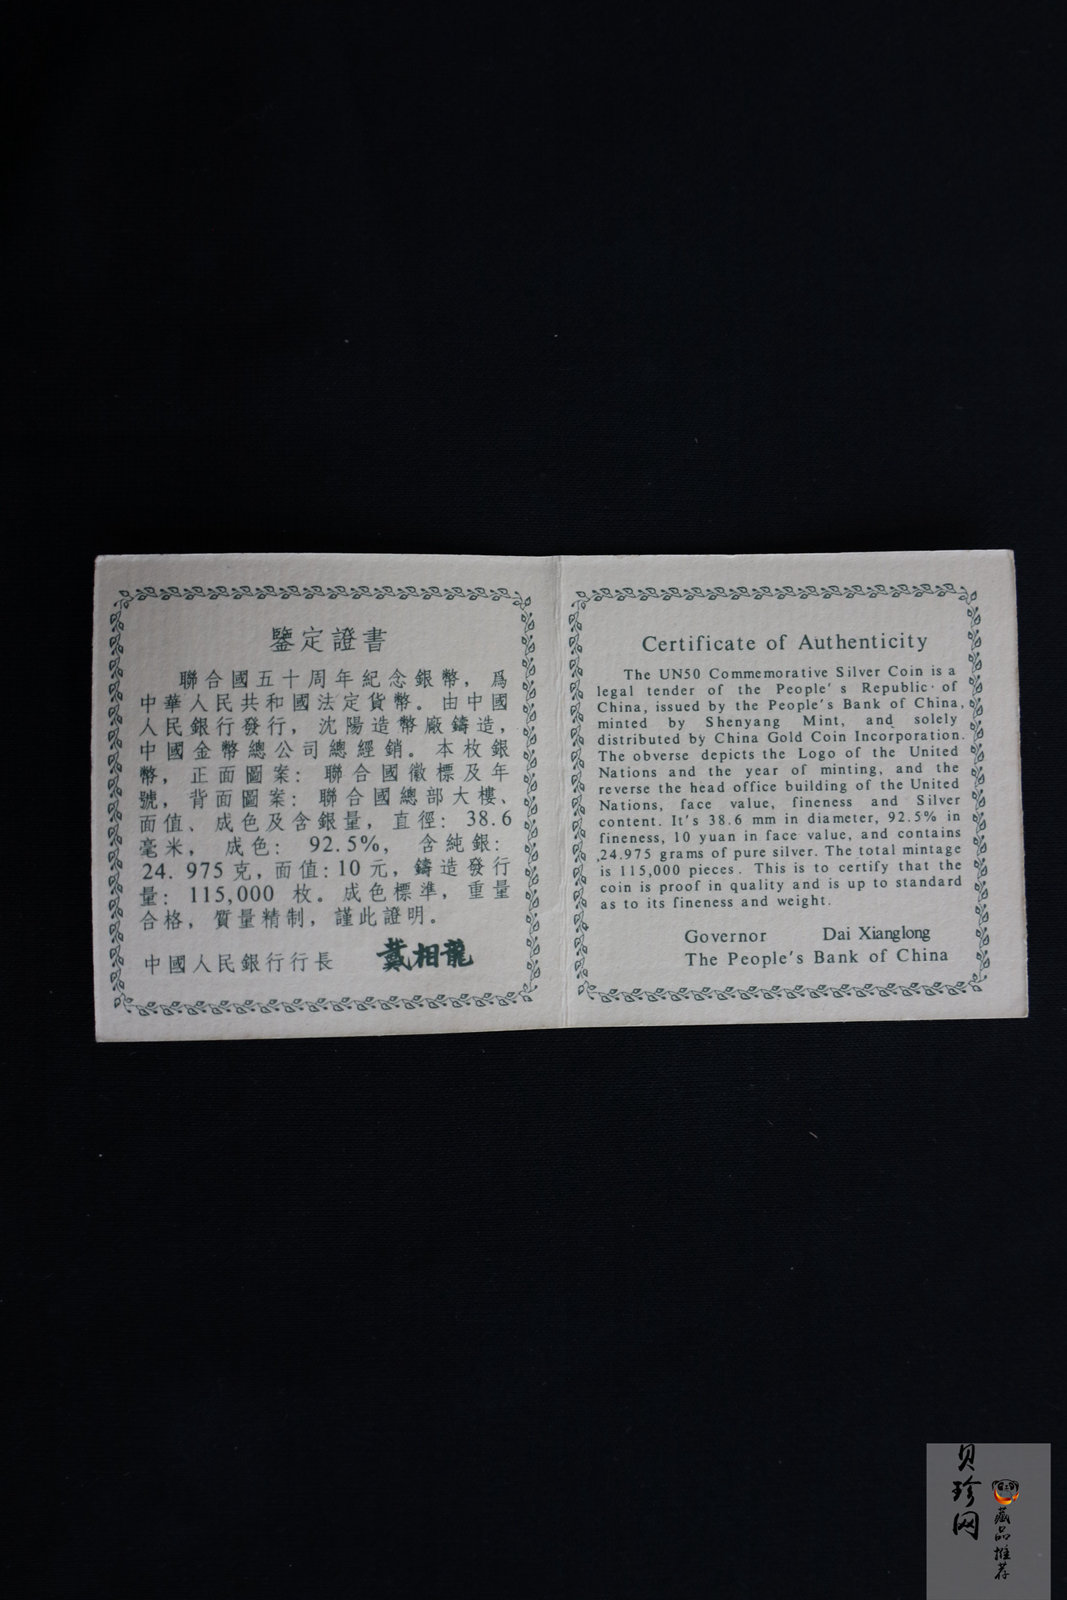 鑒定證書
聯合國五十周年紀念銀幣，爲
中華人民共和國法定貨幣。由中國
人民銀行發行，沈陽造幣廠鑄造，
中國金幣總公司總經銷。本枚銀
幣，正面圖案：聯合國徽標及年
號，背面圖案：聯合國總部大樓、
面值、成色及含銀量，直徑：38.6
毫米，成色：92.5%，含純銀：
24.975克，面值：10元，鑄造發行
量：115,000 枚。成色標準，重量
合格，質量精制，謹此證明。
中國人民銀行行長 戴相龍
Certificate of Authenticity
The UN50 Commemorative Silver Coin is a
legal tender of the People's Republic of
China, issued by the People's Bank of China,
minted by Shenyang Mint, and solely
distributed by China Gold Coin Incorporation.
The obverse depicts the Logo of the United
Nations and the year of minting, and the
reverse the head office building of the United
Nations, face value, fineness and Silver
content. It's 38.6 mm in diameter, 92.5% in
fineness, 10 yuan in face value, and contains
24.975 grams of pure silver. The total mintage
is 115,000 pieces. This is to certify that the
coin is proof in quality and is up to standard
as to its fineness and weight.
Governor Dai Xianglong
The People's Bank of China
贝珍网
藏品推荐